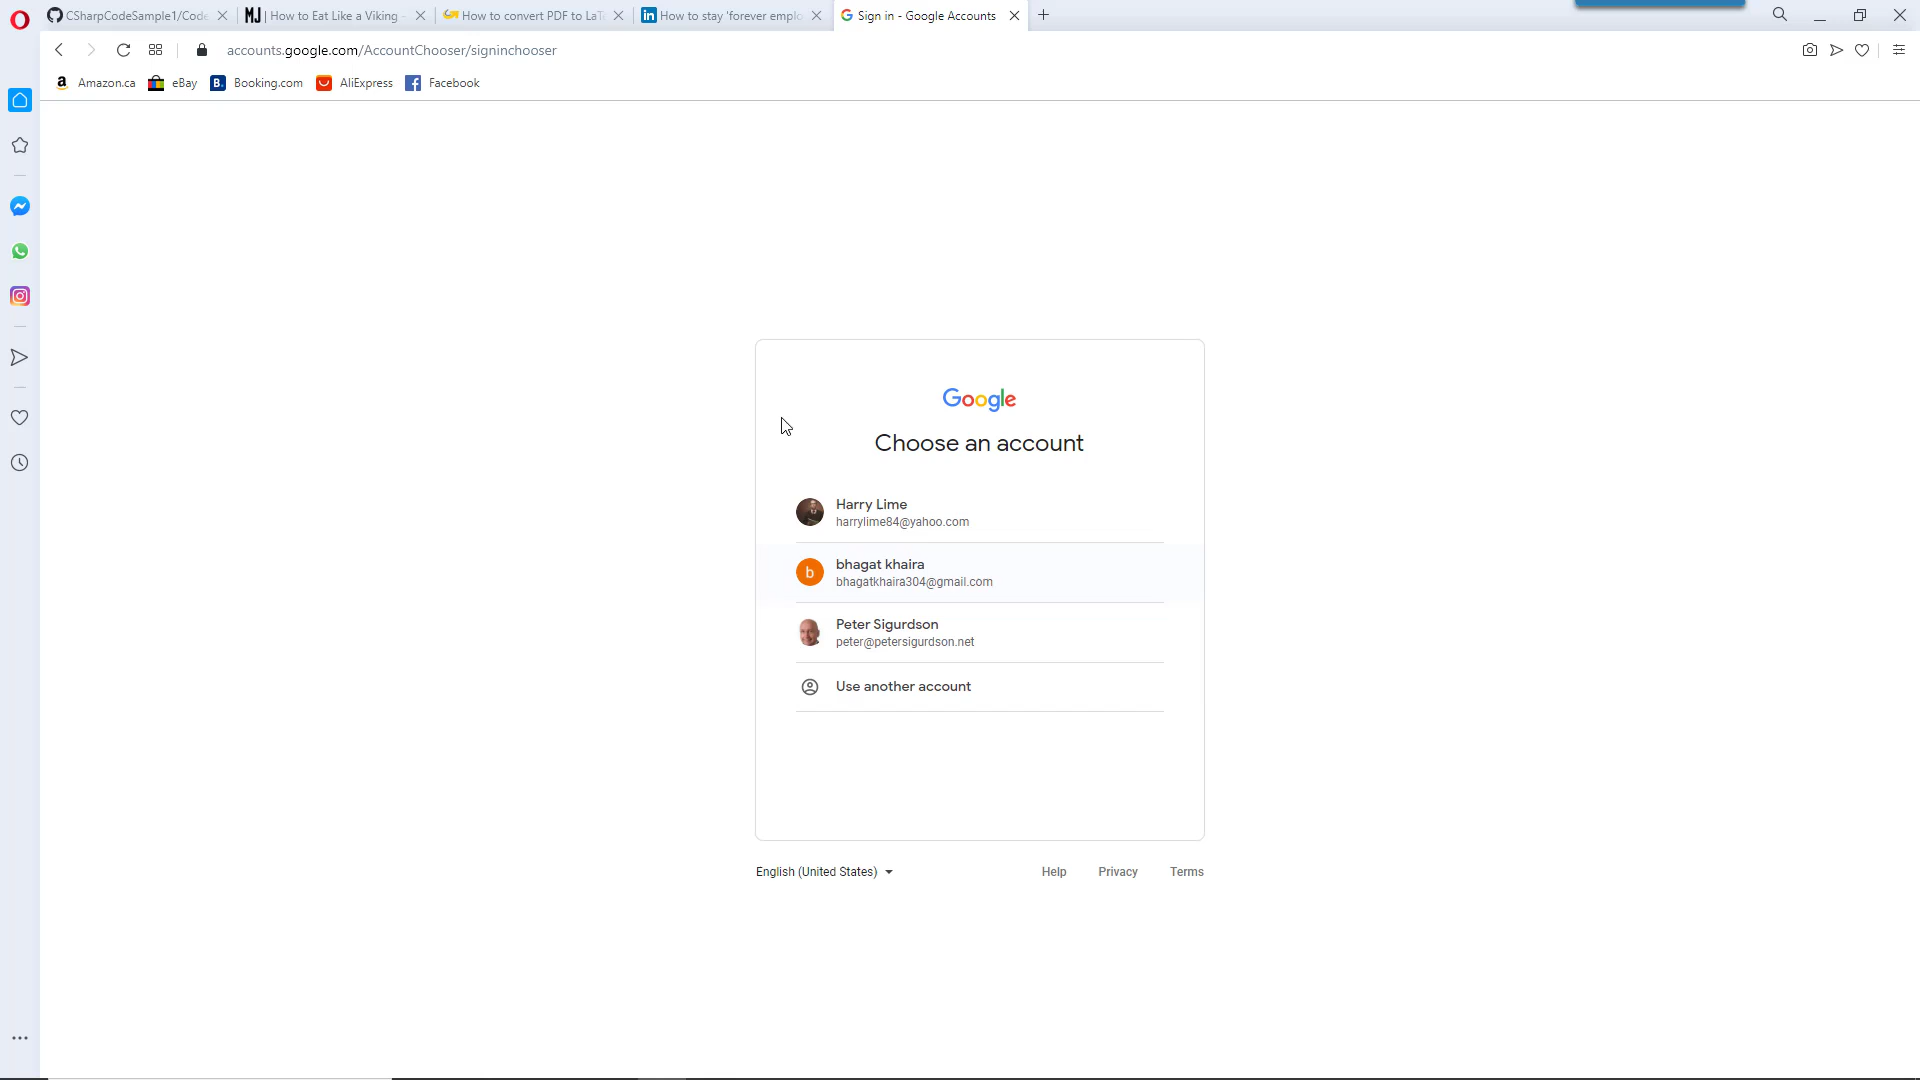 CSharpCodeSample1/Code
MJ | How to Eat Like a Viking -
How to convert PDF to LaT
in How to stay 'forever emplo
G Sign in - Google Accounts
accounts.google.com/AccountChooser/signinchooser
a Amazon.ca
eBay
B. Booking.com
AliExpress
f Facebook
Google
Choose an account
Harry Lime
harrylime84@yahoo.com
b
bhagat khaira
bhagatkhaira304@gmail.com
Peter Sigurdson
peter@petersigurdson.net
Use another account
English (United States)
Help
Privacy
Terms